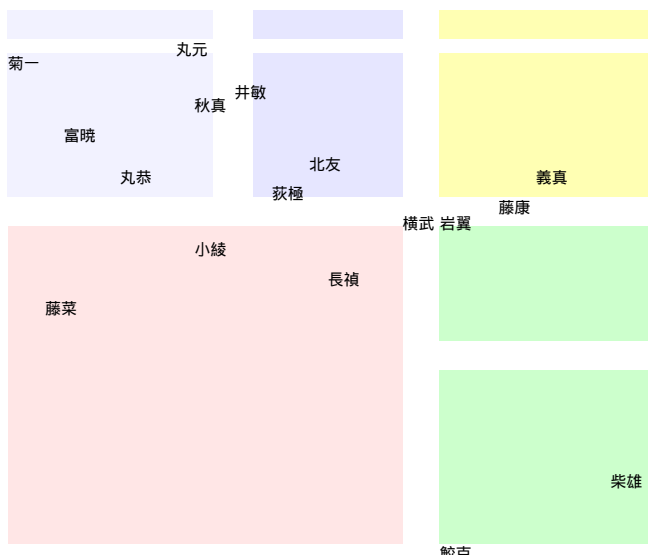 丸元
菊一
井敏
秋真
富暁
北友
丸恭
義真
荻極
藤康
横武
岩翼
小綾
長禎
藤菜
柴雄